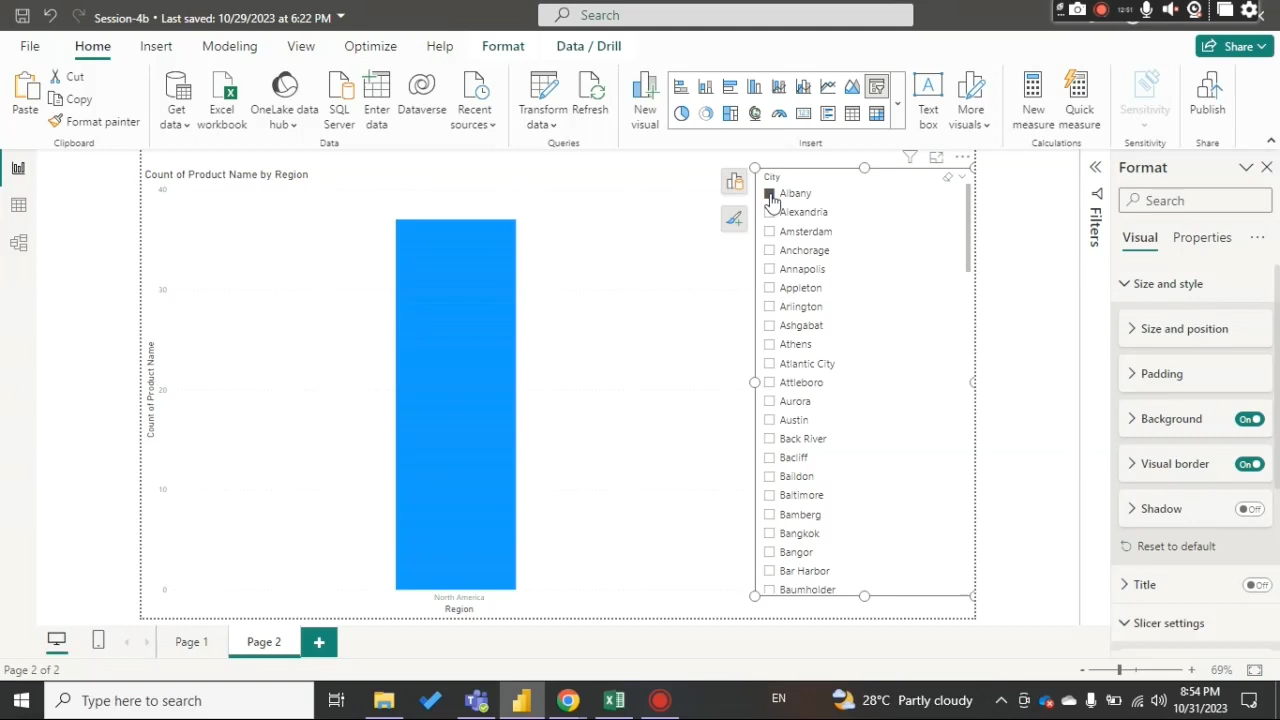 Session-4b • Last saved: 10/29/2023 at 6:22 PM
Search
12:51
File Home Insert Modeling View Optimize Help Format Data / Drill
Share
Paste
Cut
Copy
Format painter
Clipboard
Get data
Excel workbook
OneLake data hub
SQL Server
Enter data
Dataverse
Recent sources
Data
Transform data
Refresh
Queries
New visual
Text box
More visuals
Insert
New measure
Quick measure
Calculations
Sensitivity
Sensitivity
Publish
Share
Count of Product Name by Region
40
30
20
10
0
Count of Product Name
North America
Region
City
Albany
Alexandria
Amsterdam
Anchorage
Annapolis
Appleton
Arlington
Ashgabat
Athens
Atlantic City
Attleboro
Aurora
Austin
Back River
Bacliff
Baildon
Baltimore
Bamberg
Bangkok
Bangor
Bar Harbor
Baumholder
Filters
Format
Search
Visual Properties
Size and style
Size and position
Padding
Background On
Visual border On
Shadow Off
Reset to default
Title Off
Slicer settings
Page 1
Page 2
Page 2 of 2
69%
Type here to search
EN
28°C Partly cloudy
8:54 PM
10/31/2023